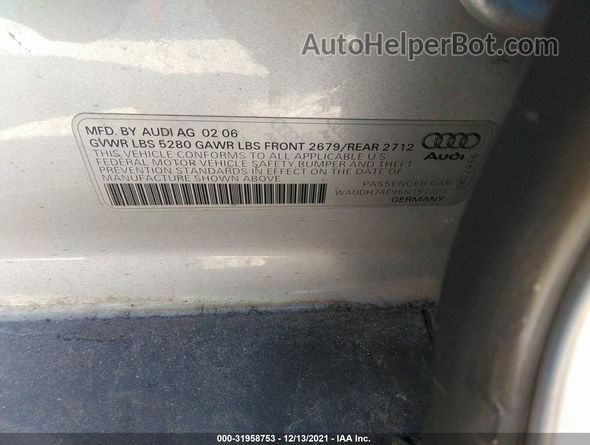 AutoHelperBot.com
MFD. BY AUDI AG 02 06
GVWR LBS 5280 GAWR LBS FRONT 2679/REAR 2712
THIS VEHICLE CONFORMS TO ALL APPLICABLE U.S
FEDERAL MOTOR VEHICLE SAFETY BUMPER AND THEFT
PREVENTION STANDARDS IN EFFECT ON THE DATE OF
MANUFACTURE SHOWN ABOVE
Audi
PASSENGER CAR
GERMANY
000-31958753 - 12/13/2021 - IAA Inc.